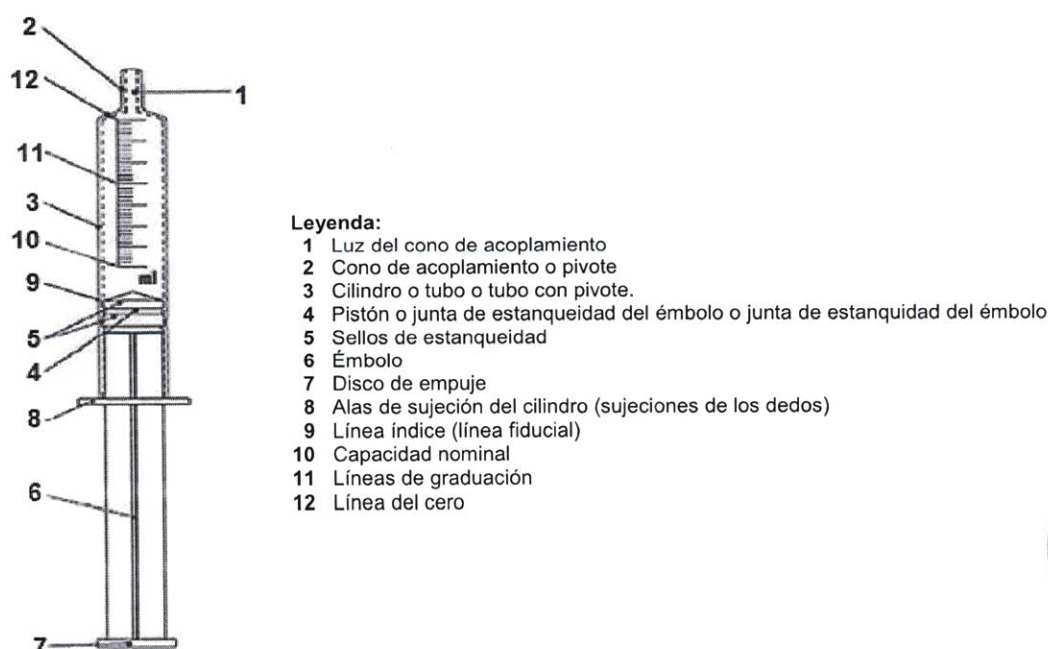 2
12
1
11
3
10
ml
9
5
4
8
6
7
Leyenda:
1 Luz del cono de acoplamiento
2 Cono de acoplamiento o pivote
3 Cilindro o tubo o tubo con pivote.
4 Pistón o junta de estanqueidad del émbolo o junta de estanquidad del émbolo
5 Sellos de estanqueidad
6 Émbolo
7 Disco de empuje
8 Alas de sujeción del cilindro (sujeciones de los dedos)
9 Línea índice (línea fiducial)
10 Capacidad nominal
11 Líneas de graduación
12 Línea del cero